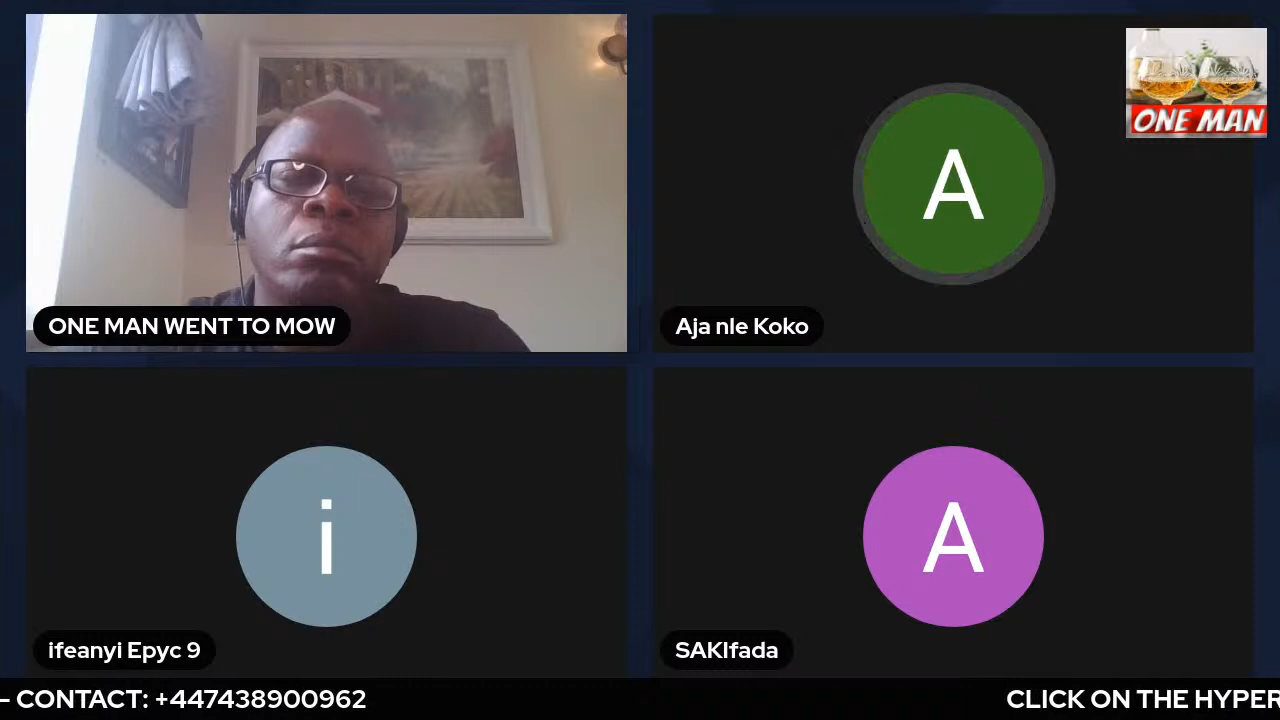 ONE MAN
A
ONE MAN WENT TO MOW
Aja nle Koko
i
A
ifeanyi Epyc 9
SAKIfada
– CONTACT: +447438900962
CLICK ON THE HYPER